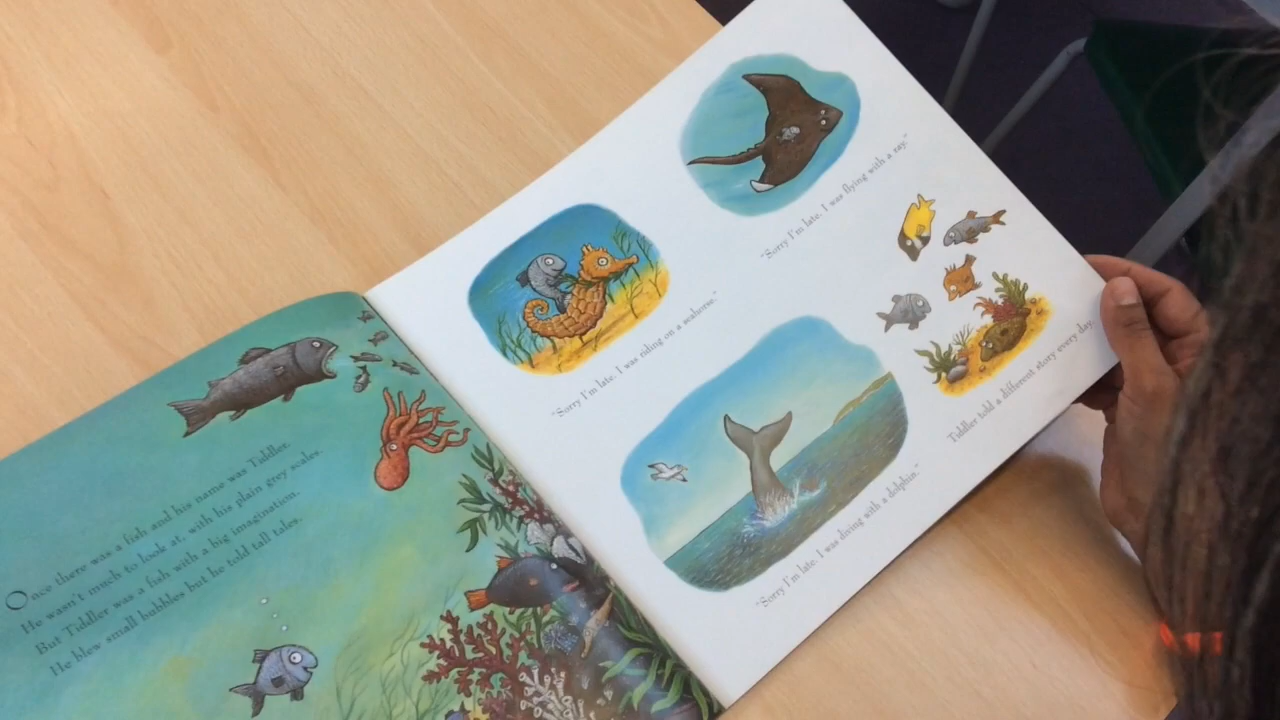 Once there was a fish and his name was Tiddler.
He wasn't much to look at, with his plain grey scales.
But Tiddler was a fish with a big imagination.
He blew small bubbles but he told tall tales.
"Sorry I'm late. I was riding on a seahorse."
"Sorry I'm late. I was flying with a ray."
"Sorry I'm late. I was diving with a dolphin."
Tiddler told a different story every day.